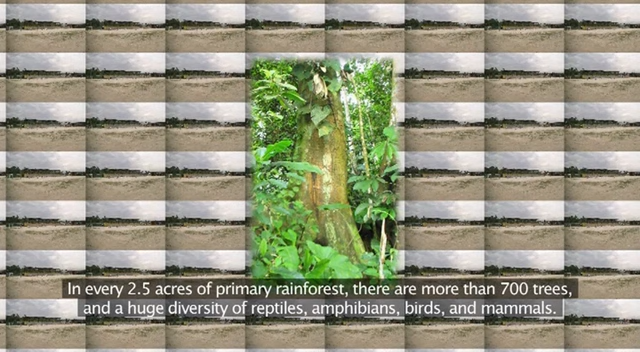 In every 2.5 acres of primary rainforest, there are more than 700 trees,
and a huge diversity of reptiles, amphibians, birds, and mammals.